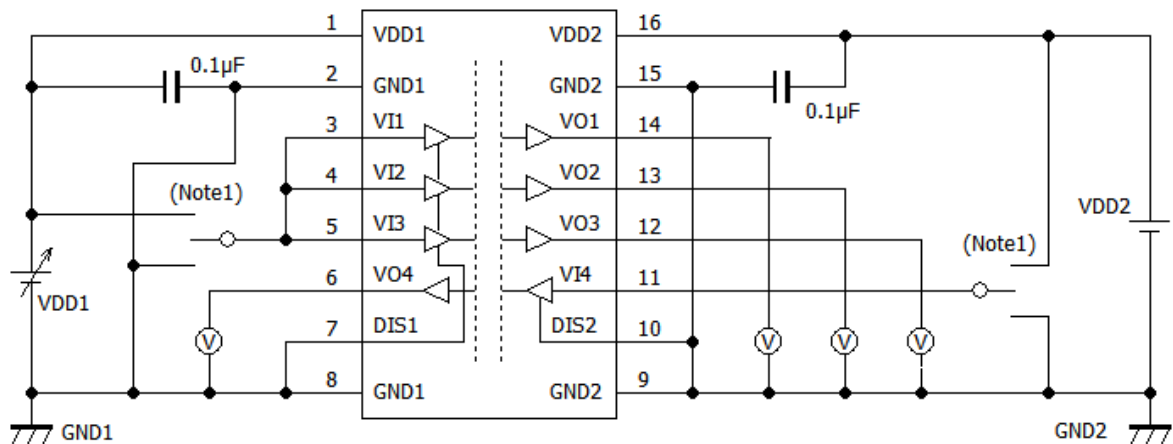 1 VDD1 VDD2 16
0.1μF 2 GND1 GND2 15
0.1μF
3 VI1 VO1 14
4 VI2 VO2 13
(Note1)
5 VI3 VO3 12
VDD2
(Note1)
6 VO4 VI4 11
VDD1
7 DIS1 DIS2 10
V V V V
8 GND1 GND2 9
GND1 GND2